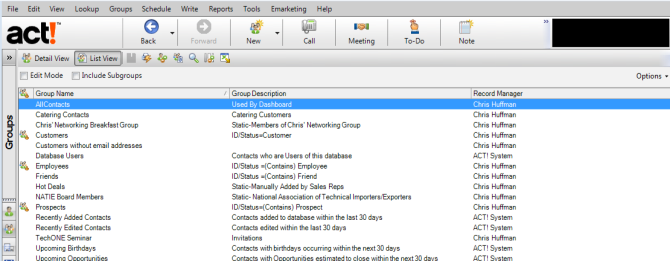 File Edit View Lookup Groups Schedule Write Reports Tools Emarketing Help
act!
Back Forward New Call Meeting To-Do Note
Detail View List View
Edit Mode Include Subgroups Options
Groups
Group Name Group Description Record Manager
AllContacts Used By Dashboard Chris Huffman
Catering Contacts Catering Customers Chris Huffman
Chris' Networking Breakfast Group Static-Members of Chris' Networking Group Chris Huffman
Customers ID/Status=Customer Chris Huffman
Customers without email addresses Chris Huffman
Database Users Contacts who are Users of this database ACT! System
Employees ID/Status =(Contains) Employee Chris Huffman
Friends ID/Status =(Contains) Friend Chris Huffman
Hot Deals Static-Manually Added by Sales Reps Chris Huffman
NATIE Board Members Static- National Association of Technical Importers/Exporters Chris Huffman
Prospects ID/Status=(Contains) Prospect Chris Huffman
Recently Added Contacts Contacts added to database within the last 30 days ACT! System
Recently Edited Contacts Contacts edited within the last 30 days ACT! System
TechONE Seminar Invitations Chris Huffman
Upcoming Birthdays Contacts with birthdays occurring within the next 30 days ACT! System
Upcoming Opportunities Contacts with Opportunities estimated to close within the next 30 days ACT! System